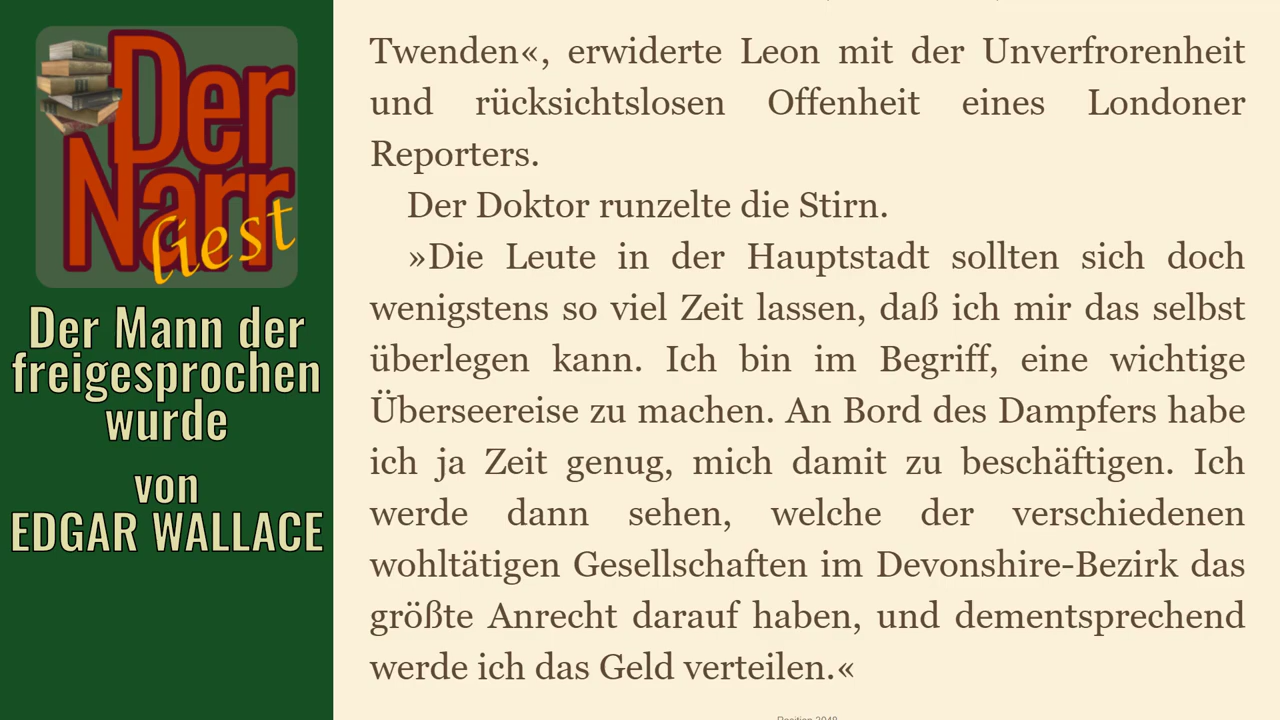 Der
Narr
liest
Der Mann der
freigesprochen
wurde
von
EDGAR WALLACE
Twenden«, erwiderte Leon mit der Unverfrorenheit
und rücksichtslosen Offenheit eines Londoner
Reporters.
Der Doktor runzelte die Stirn.
»Die Leute in der Hauptstadt sollten sich doch
wenigstens so viel Zeit lassen, daß ich mir das selbst
überlegen kann. Ich bin im Begriff, eine wichtige
Überseereise zu machen. An Bord des Dampfers habe
ich ja Zeit genug, mich damit zu beschäftigen. Ich
werde dann sehen, welche der verschiedenen
wohltätigen Gesellschaften im Devonshire-Bezirk das
größte Anrecht darauf haben, und dementsprechend
werde ich das Geld verteilen.«